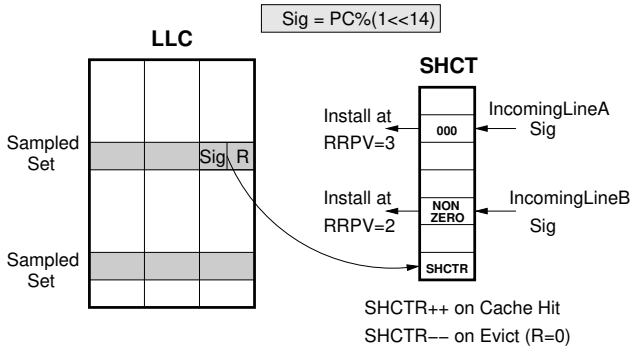 Sig = PC%(1<<14)
LLC
SHCT
Sampled
Set
Sig R
Install at
RRPV=3
000
IncomingLineA
Sig
Install at
RRPV=2
NON
ZERO
IncomingLineB
Sig
Sampled
Set
SHCTR
SHCTR++ on Cache Hit
SHCTR−− on Evict (R=0)